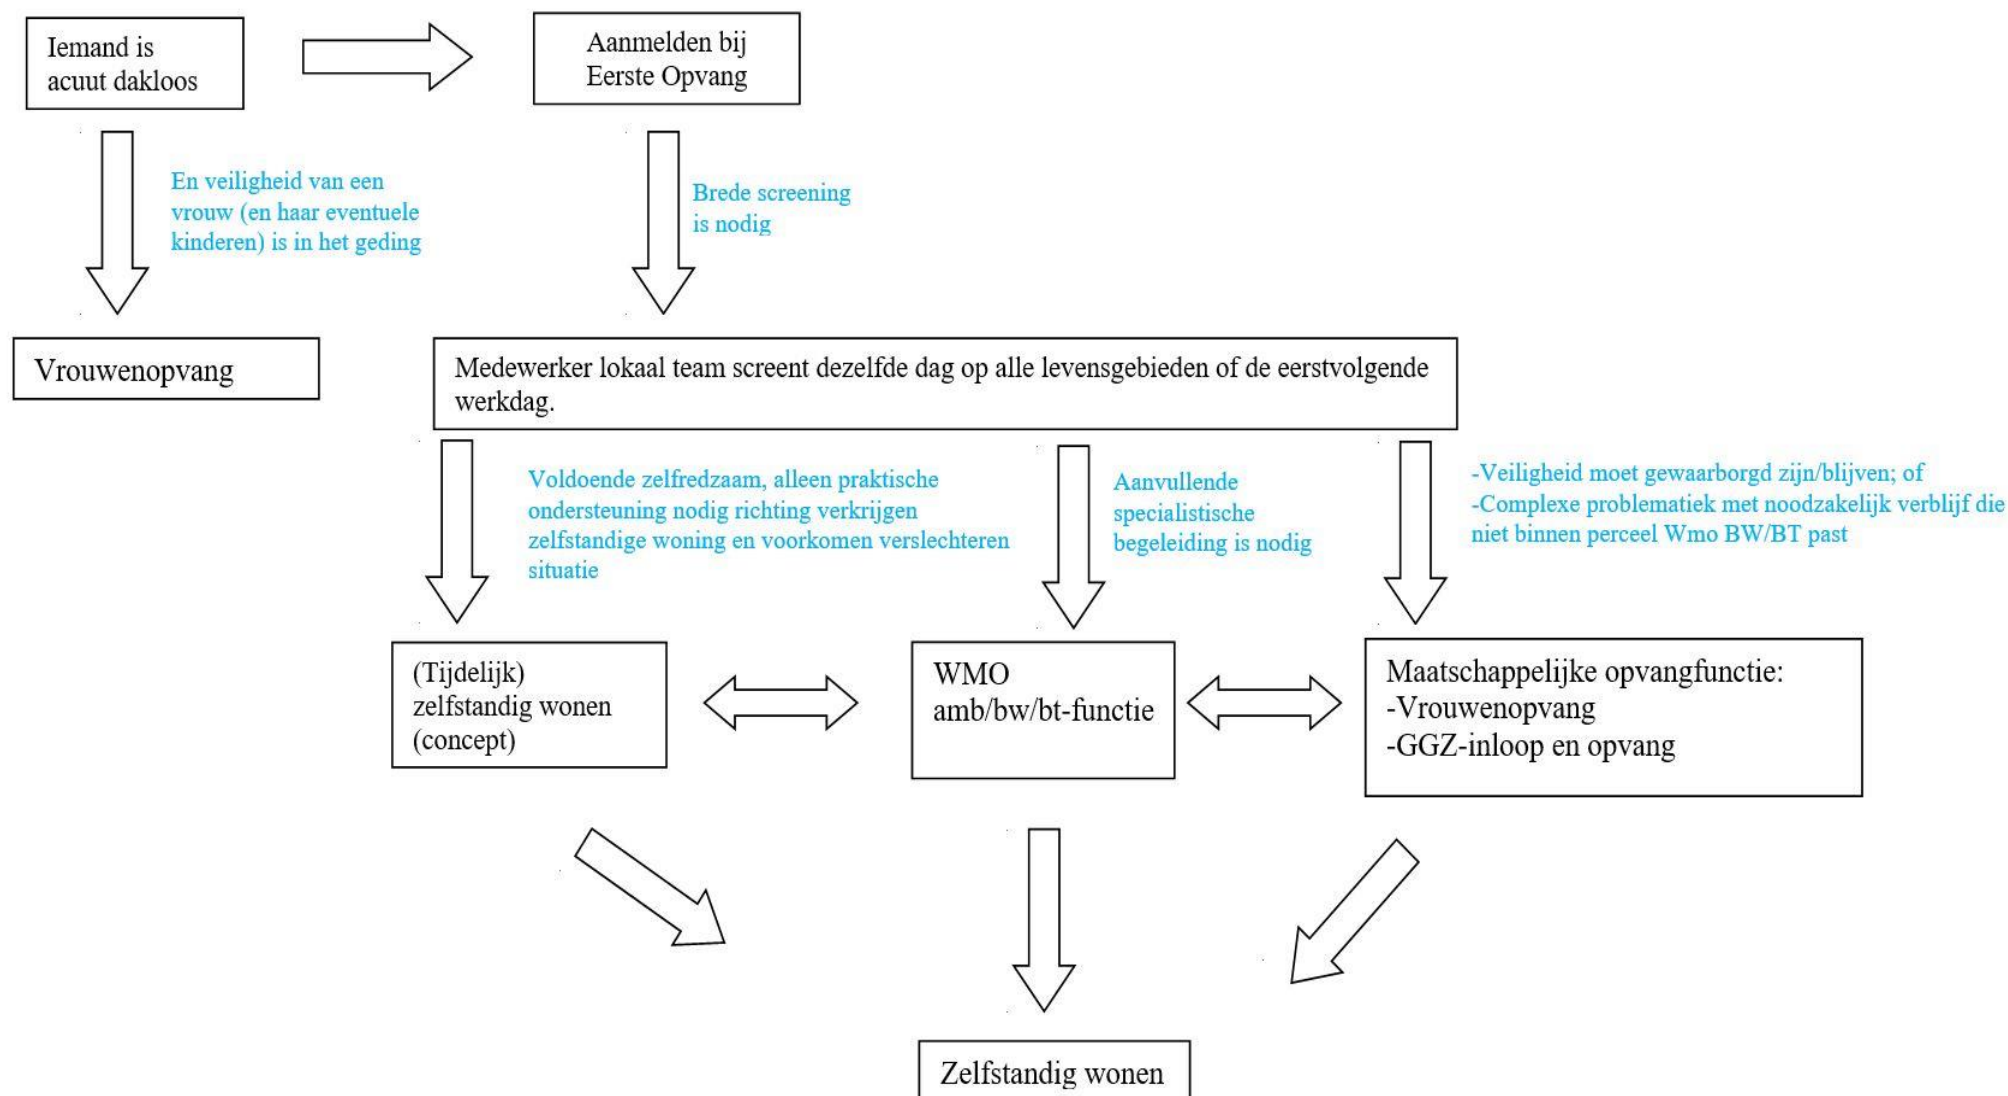 Iemand is
acuut dakloos
Aanmelden bij
Eerste Opvang
En veiligheid van een
vrouw (en haar eventuele
kinderen) is in het geding
Brede screening
is nodig
Vrouwenopvang
Medewerker lokaal team screent dezelfde dag op alle levensgebieden of de eerstvolgende
werkdag.
Voldoende zelfredzaam, alleen praktische
ondersteuning nodig richting verkrijgen
zelfstandige woning en voorkomen verslechteren
situatie
Aanvullende
specialistische
begeleiding is nodig
-Veiligheid moet gewaarborgd zijn/blijven; of
-Complexe problematiek met noodzakelijk verblijf die
niet binnen perceel Wmo BW/BT past
(Tijdelijk)
zelfstandig wonen
(concept)
WMO
amb/bw/bt-functie
Maatschappelijke opvangfunctie:
-Vrouwenopvang
-GGZ-inloop en opvang
Zelfstandig wonen